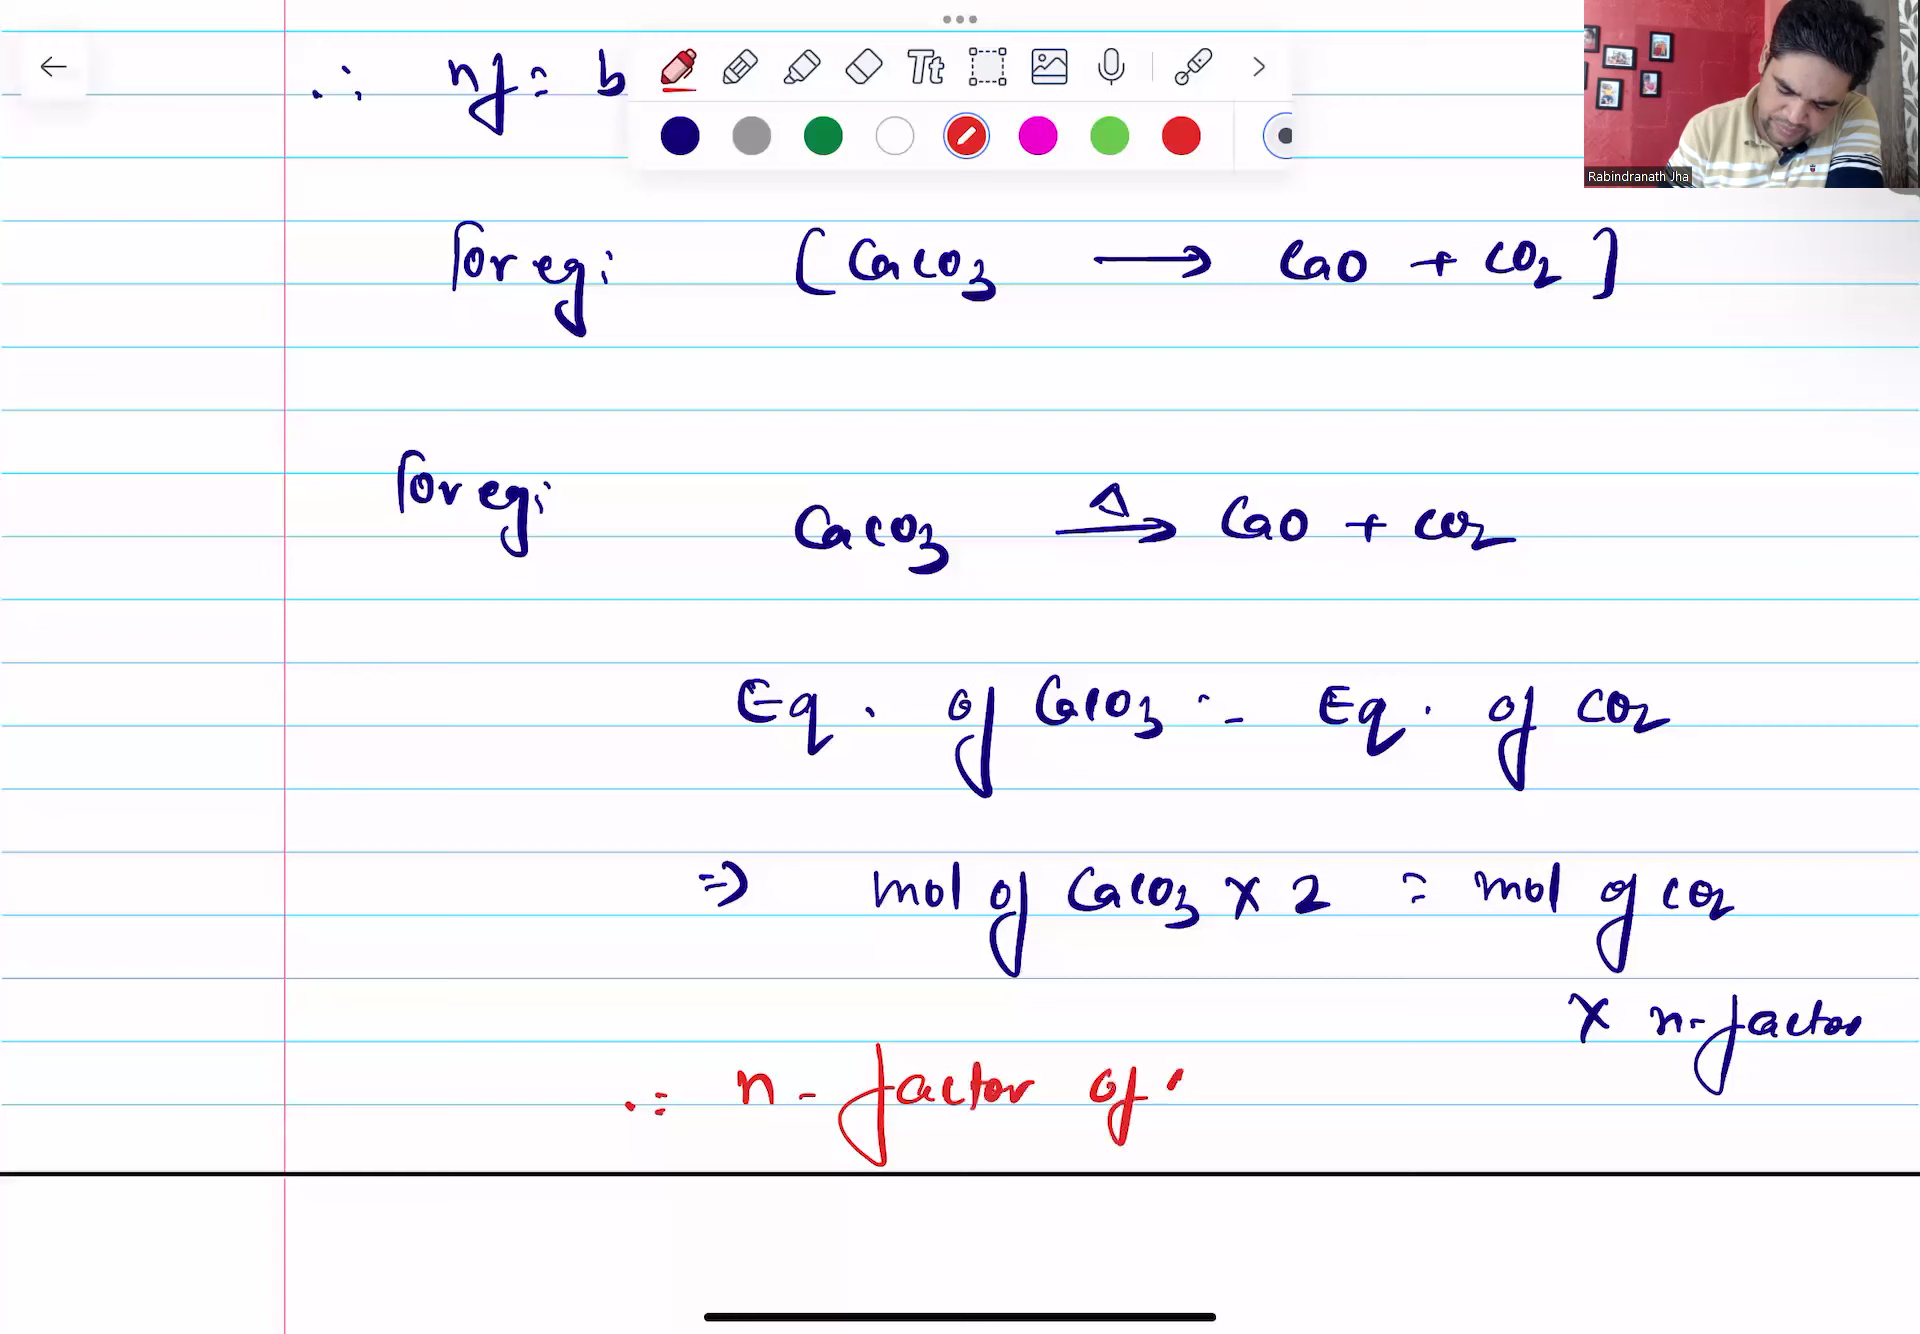 ∴ nf = b
Tt
Rabindranath Jha
For eg: [CaCO3 → CaO + CO2]
For eg: CaCO3 Δ→ CaO + CO2
Eq. of CaCO3 = Eq. of CO2
⇒ mol of CaCO3 × 2 = mol of CO2
× n-factor
∴ n-factor of